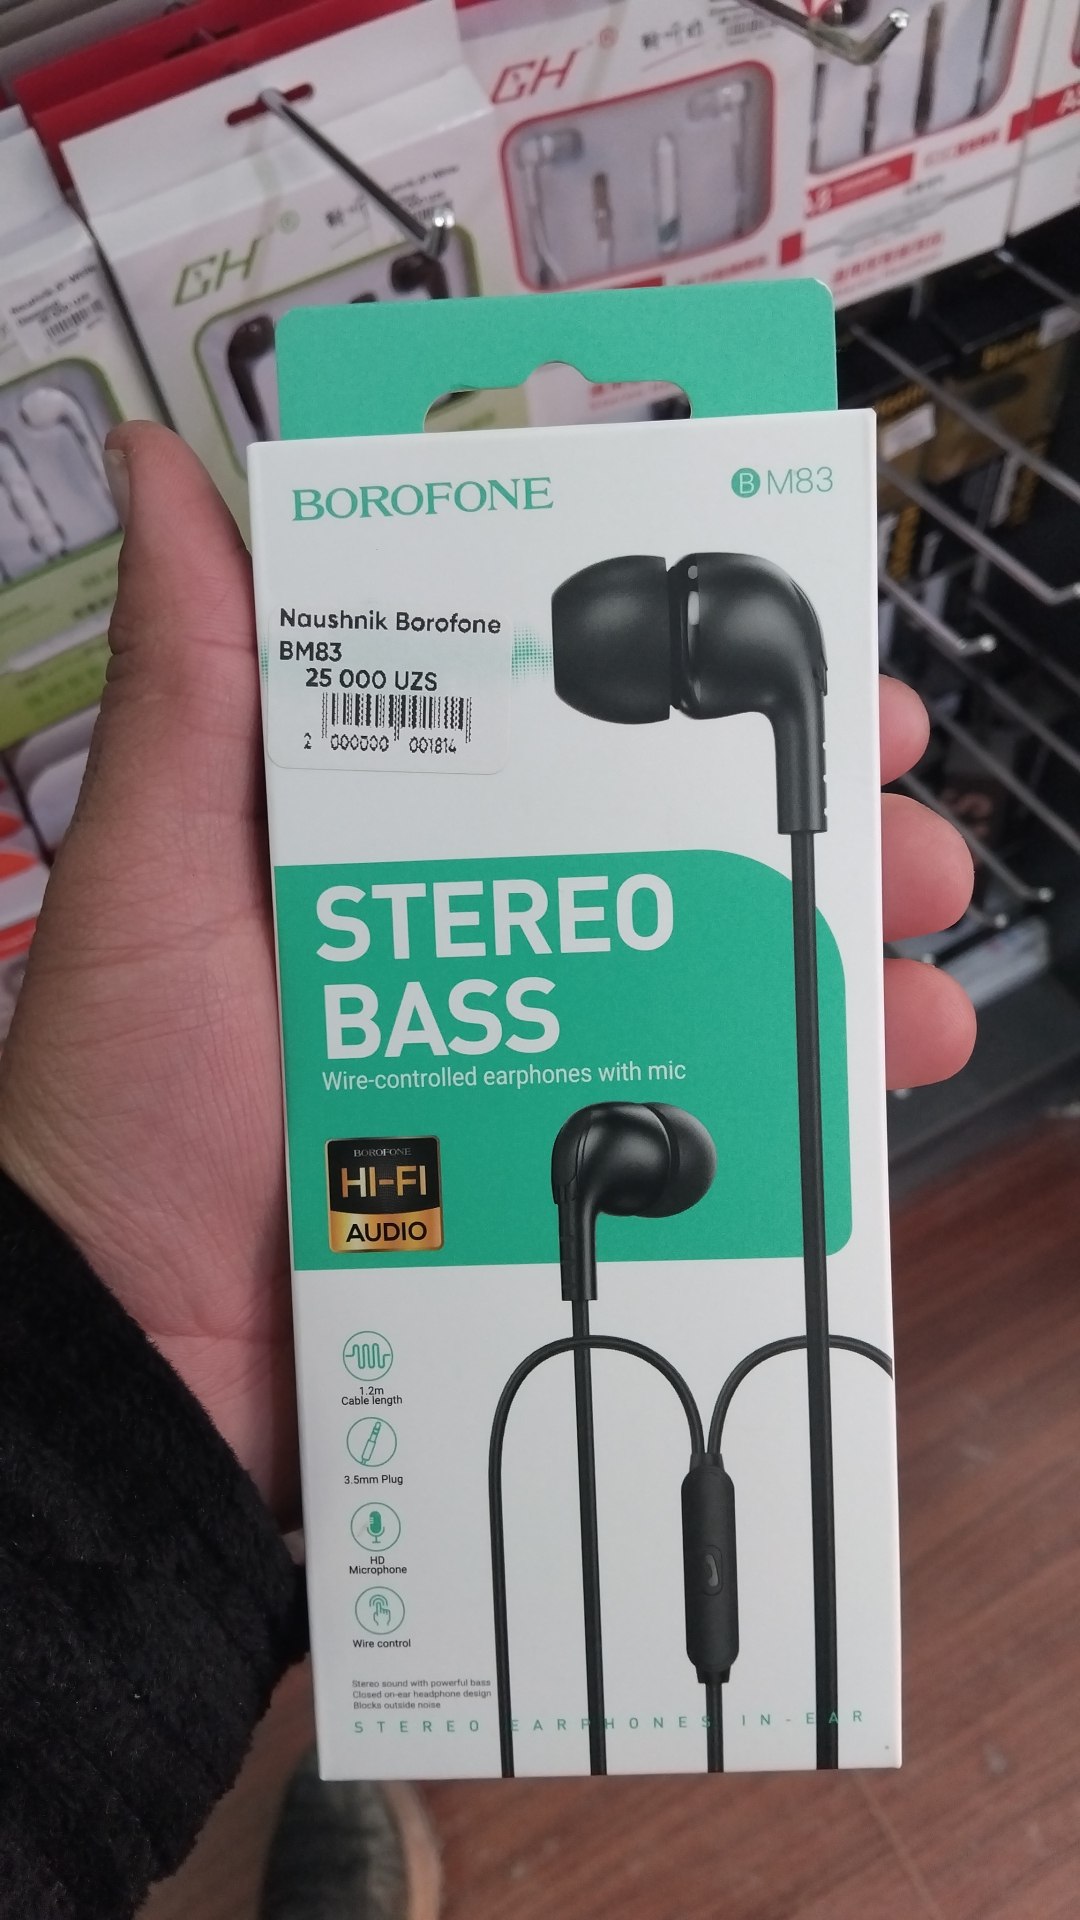 GH
GH
BOROFONE
B M83
Naushnik Borofone
BM83
25 000 UZS
2 000000 001814
STEREO
BASS
Wire-controlled earphones with mic
BOROFONE
HI-FI
AUDIO
1.2m
Cable length
3.5mm Plug
HD
Microphone
Wire control
Stereo sound with powerful bass
Closed on-ear headphone design
Blocks outside noise
STEREO EARPHONES IN-EAR